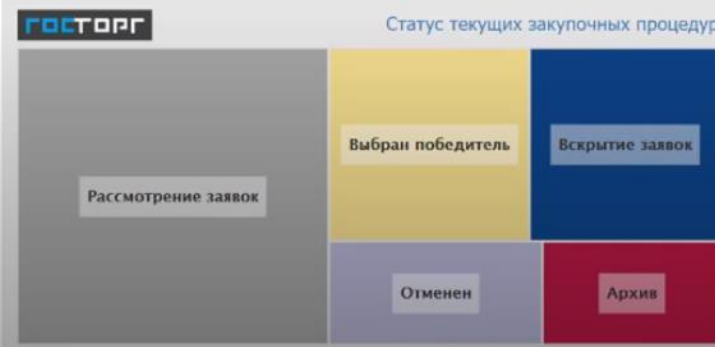 ГОСТОРГ
Статус текущих закупочных процедур
Выбран победитель
Вскрытие заявок
Рассмотрение заявок
Отменен
Архив